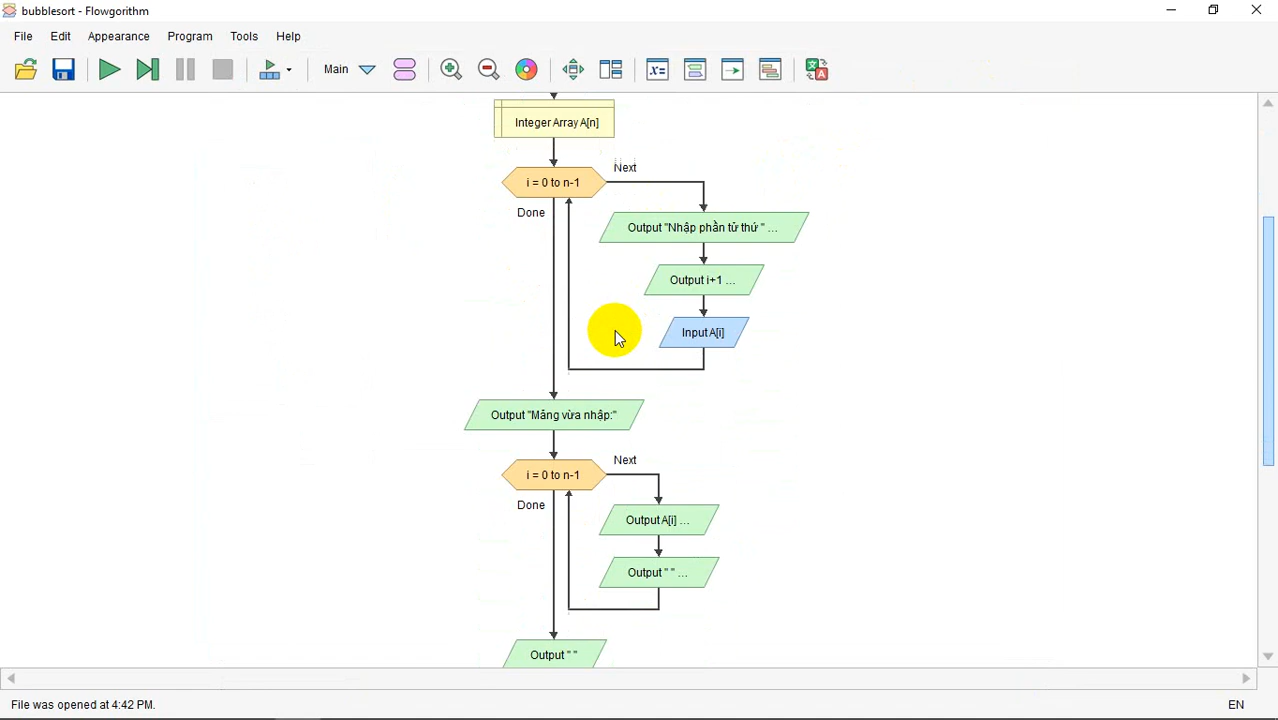 bubblesort - Flowgorithm
File Edit Appearance Program Tools Help
Main
Integer Array A[n]
Next
i = 0 to n-1
Done
Output "Nhập phần tử thứ " ...
Output i+1 ...
Input A[i]
Output "Mảng vừa nhập:"
Next
i = 0 to n-1
Done
Output A[i] ...
Output " " ...
Output " "
File was opened at 4:42 PM.
EN